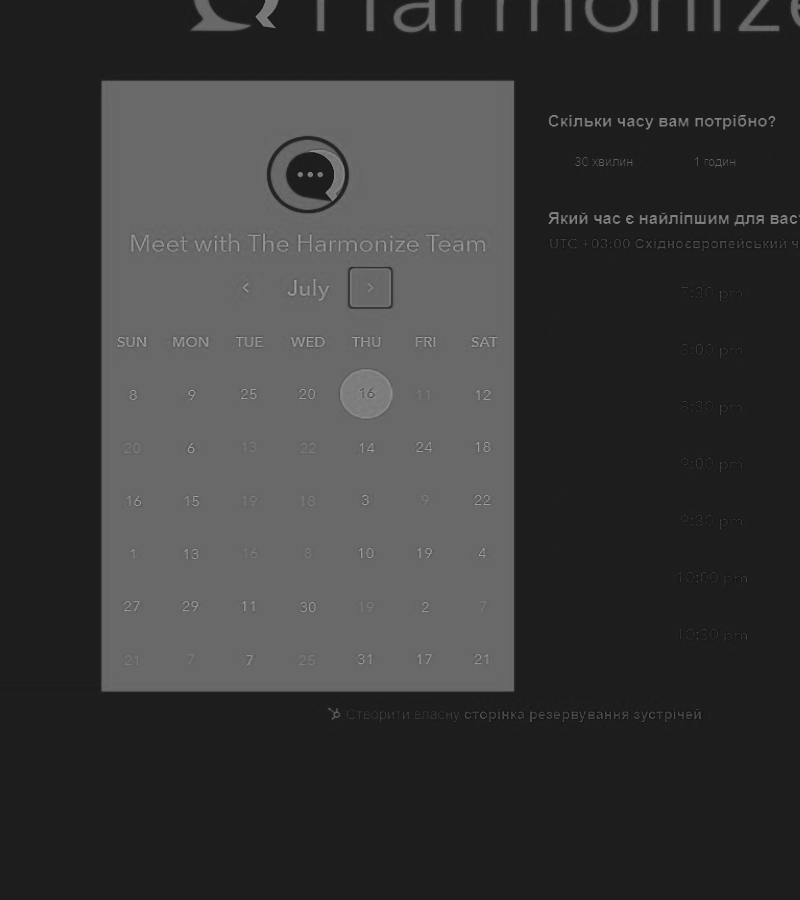 Harmonize
Meet with The Harmonize Team
July
SUN MON TUE WED THU FRI SAT
8 9 25 20 16 11 12
20 6 13 22 14 24 18
16 15 19 18 3 9 22
1 13 16 8 10 19 4
27 29 11 30 19 2 7
21 7 7 25 31 17 21
Скільки часу вам потрібно?
30 хвилин 1 годин
Який час є найліпшим для вас
UTC +03:00 Східноєвропейський ч
7:30 pm
8:00 pm
8:30 pm
9:00 pm
9:30 pm
10:00 pm
10:30 pm
Створити власну сторінка резервування зустрічей